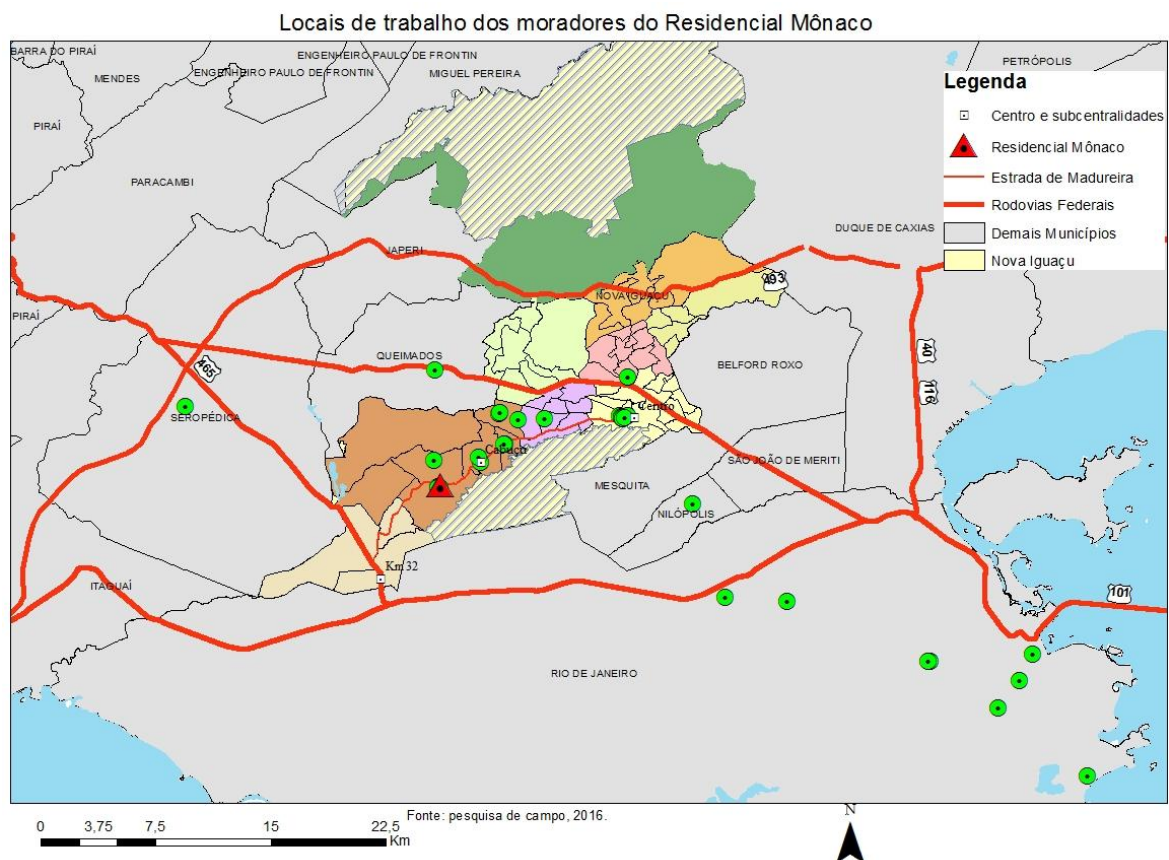 Locais de trabalho dos moradores do Residencial Mônaco
BARRA DO PIRAÍ
ENGENHEIRO PAULO DE FRONTIN
PETRÓPOLIS
MENDES
ENGENHEIRO PAULO DE FRONTIN
MIGUEL PEREIRA
Legenda
Centro e subcentralidades
Residencial Mônaco
Estrada de Madureira
Rodovias Federais
Demais Municípios
Nova Iguaçu
PIRAÍ
PARACAMBI
DUQUE DE CAXIAS
JAPERI
493
NOVA IGUAÇU
PIRAÍ
QUEIMADOS
465
BELFORD ROXO
40
116
SEROPÉDICA
Centro
Cabuçu
SÃO JOÃO DE MERITI
MESQUITA
NILÓPOLIS
Km 32
ITAGUAÍ
101
RIO DE JANEIRO
Fonte: pesquisa de campo, 2016.
0 3,75 7,5 15 22,5
Km
N